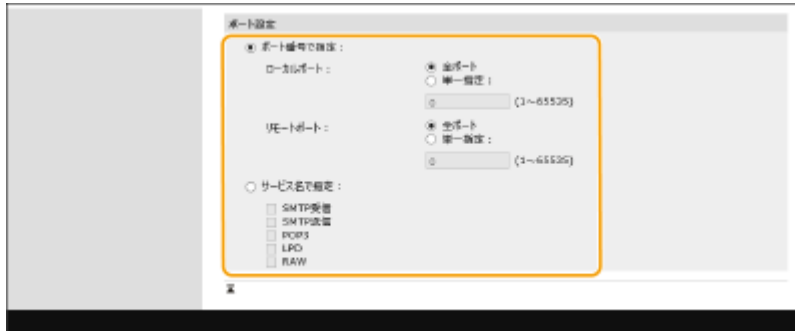 ポート設定
ポート番号で指定：
ローカルポート：
全ポート
単一指定：
0 (1～65535)
リモートポート：
全ポート
単一指定：
0 (1～65535)
サービス名で指定：
SMTP受信
SMTP送信
POP3
LPD
RAW